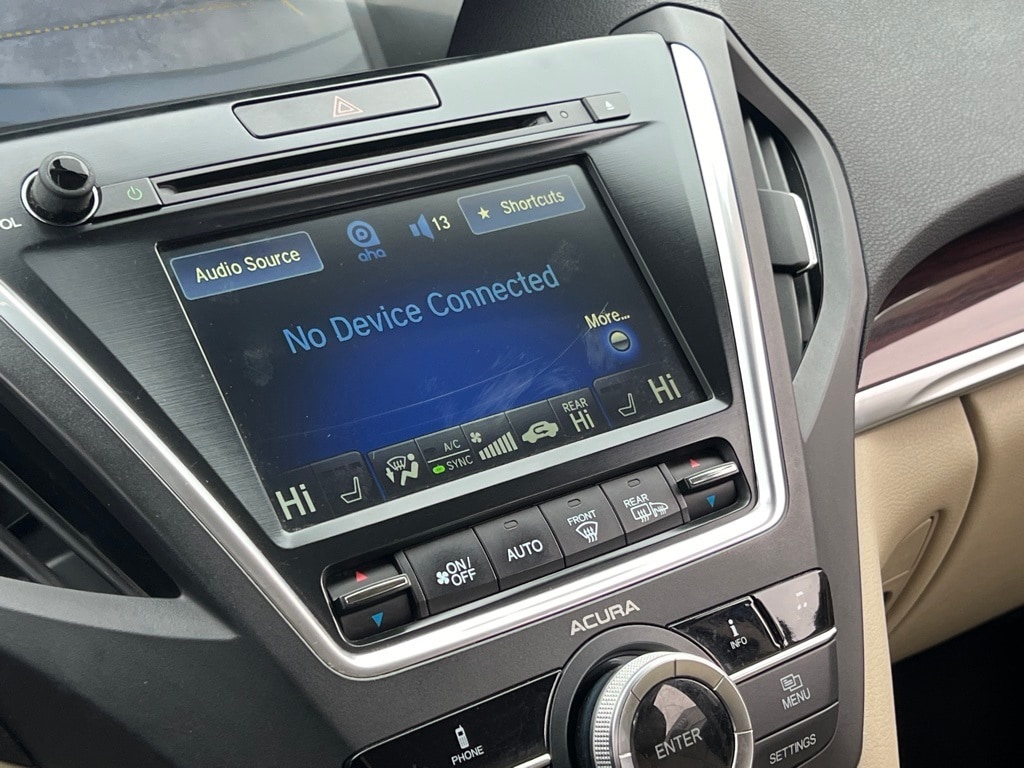 OL
Audio Source
aha
13
★ Shortcuts
No Device Connected
More...
Hi
A/C
SYNC
REAR
Hi
Hi
ON/
OFF
AUTO
FRONT
REAR
ACURA
i
INFO
PHONE
ENTER
MENU
SETTINGS